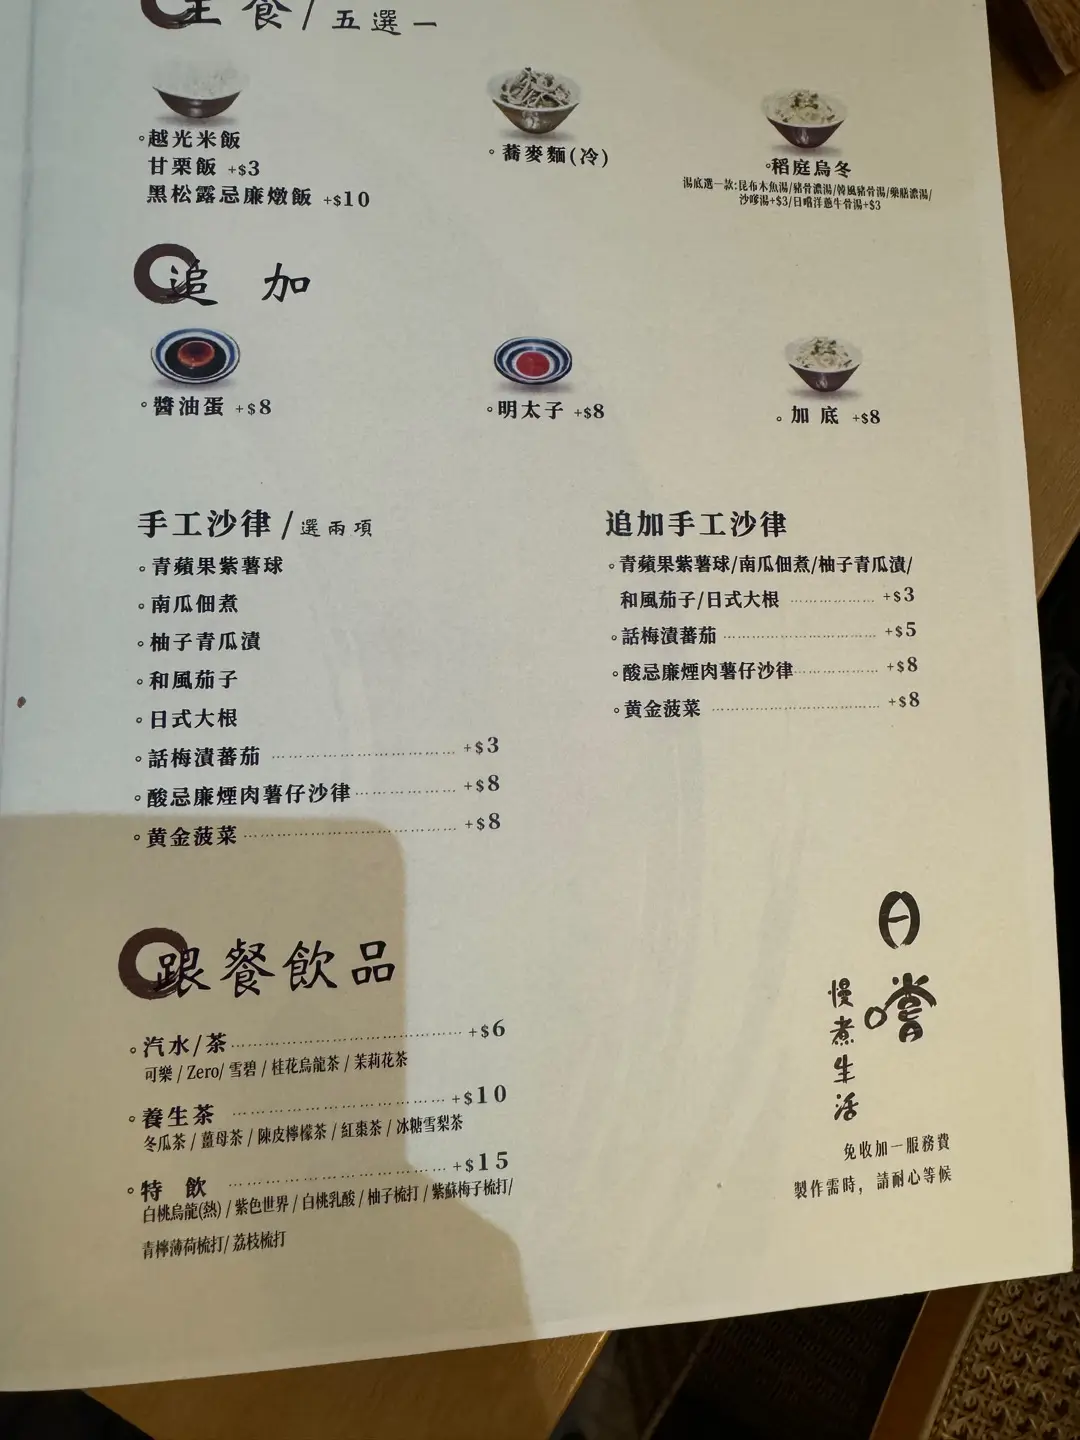 主食/五選一
越光米飯
甘栗飯 +$3
黑松露忌廉燉飯 +$10
蕎麥麵(冷)
稻庭烏冬
湯底選一款:昆布木魚湯/豬骨濃湯/韓風豬骨湯/藥膳濃湯/
沙嗲湯+$3/日嚐洋蔥牛骨湯+$3
追加
醬油蛋 +$8
明太子 +$8
加底 +$8
手工沙律/選兩項
青蘋果紫薯球
南瓜佃煮
柚子青瓜漬
和風茄子
日式大根
話梅漬蕃茄 +$3
酸忌廉煙肉薯仔沙律 +$8
黄金菠菜 +$8
追加手工沙律
青蘋果紫薯球/南瓜佃煮/柚子青瓜漬/
和風茄子/日式大根 +$3
話梅漬蕃茄 +$5
酸忌廉煙肉薯仔沙律 +$8
黄金菠菜 +$8
跟餐飲品
汽水/茶 +$6
可樂 / Zero/ 雪碧 / 桂花烏龍茶 / 茉莉花茶
養生茶 +$10
冬瓜茶 / 薑母茶 / 陳皮檸檬茶 / 紅棗茶 / 冰糖雪梨茶
特飲 +$15
白桃烏龍(熱) / 紫色世界 / 白桃乳酸 / 柚子梳打 / 紫蘇梅子梳打/
青檸薄荷梳打/ 荔枝梳打
日嚐
慢煮生活
免收加一服務費
製作需時，請耐心等候